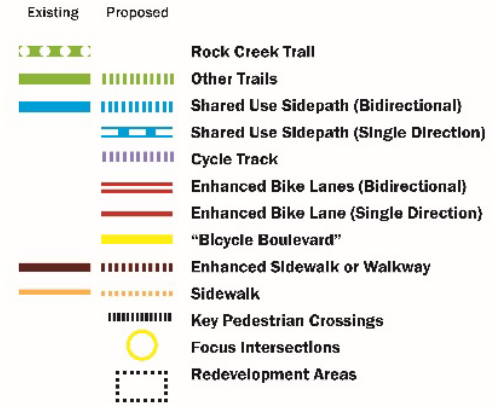 Existing Proposed
Rock Creek Trail
Other Trails
Shared Use Sidepath (Bidirectional)
Shared Use Sidepath (Single Direction)
Cycle Track
Enhanced Bike Lanes (Bidirectional)
Enhanced Bike Lane (Single Direction)
“Bicycle Boulevard”
Enhanced Sidewalk or Walkway
Sidewalk
Key Pedestrian Crossings
Focus Intersections
Redevelopment Areas